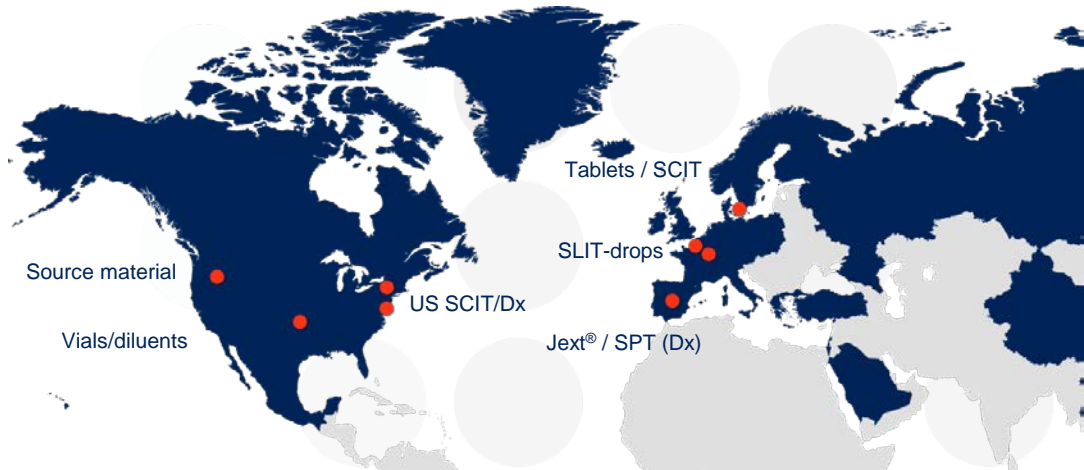 Tablets / SCIT
SLIT-drops
Source material
US SCIT/Dx
Vials/diluents
Jext® / SPT (Dx)